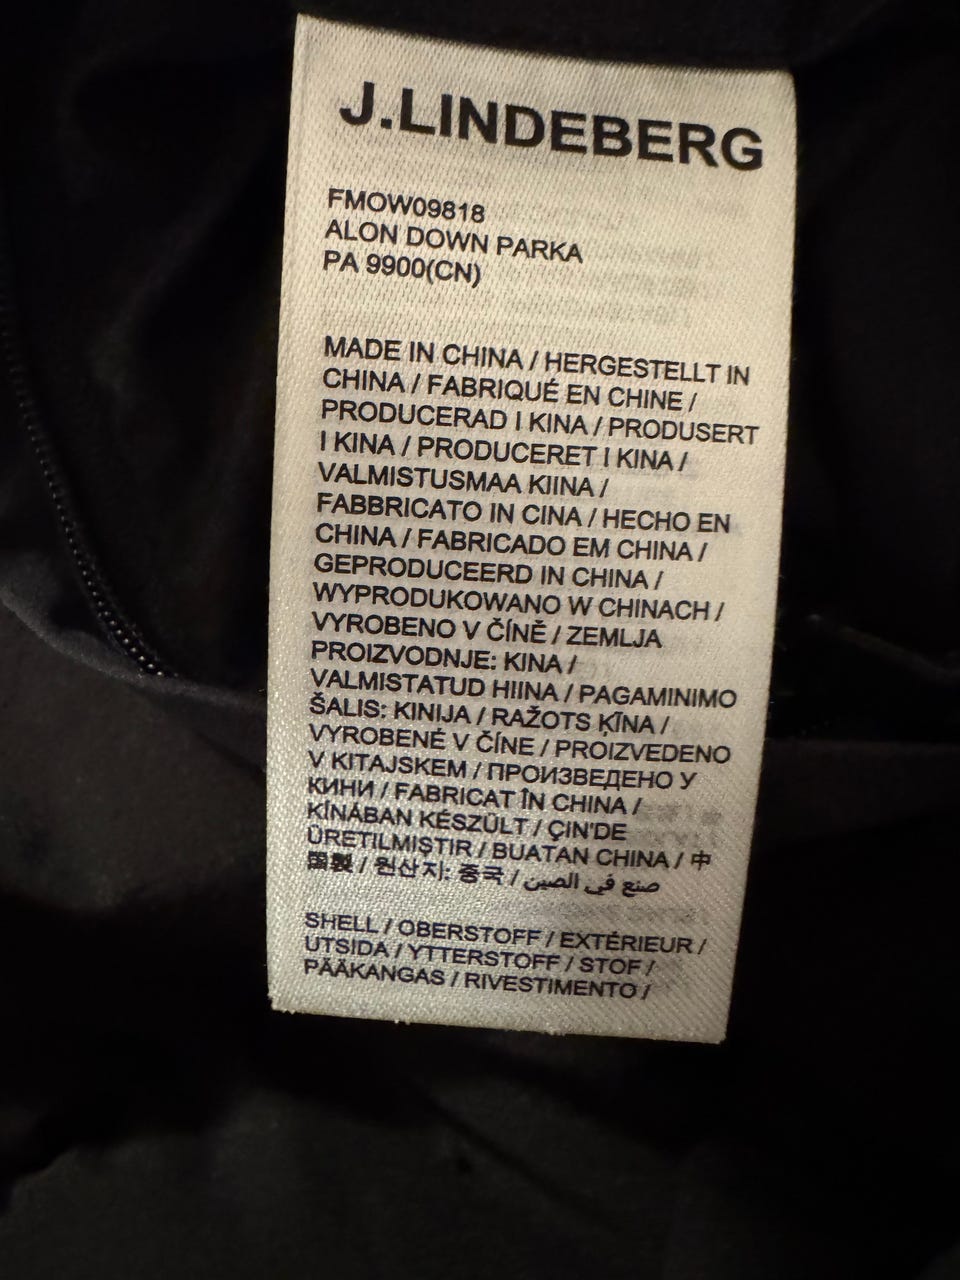 J.LINDEBERG
FMOW09818
ALON DOWN PARKA
PA 9900(CN)
MADE IN CHINA / HERGESTELLT IN
CHINA / FABRIQUÉ EN CHINE /
PRODUCERAD I KINA / PRODUSERT
I KINA / PRODUCERET I KINA /
VALMISTUSMAA KIINA /
FABBRICATO IN CINA / HECHO EN
CHINA / FABRICADO EM CHINA /
GEPRODUCEERD IN CHINA /
WYPRODUKOWANO W CHINACH /
VYROBENO V ČÍNĚ / ZEMLJA
PROIZVODNJE: KINA /
VALMISTATUD HIINA / PAGAMINIMO
ŠALIS: KINIJA / RAŽOTS ĶĪNA /
VYROBENÉ V ČÍNE / PROIZVEDENO
V KITAJSKEM / ПРОИЗВЕДЕНО У
КИНИ / FABRICAT ÎN CHINA /
KÍNÁBAN KÉSZÜLT / ÇIN'DE
ÜRETILMIŞTIR / BUATAN CHINA / 中
国製 / 원산지: 중국 / صنع في الصين
SHELL / OBERSTOFF / EXTÉRIEUR /
UTSIDA / YTTERSTOFF / STOF /
PÄÄKANGAS / RIVESTIMENTO /